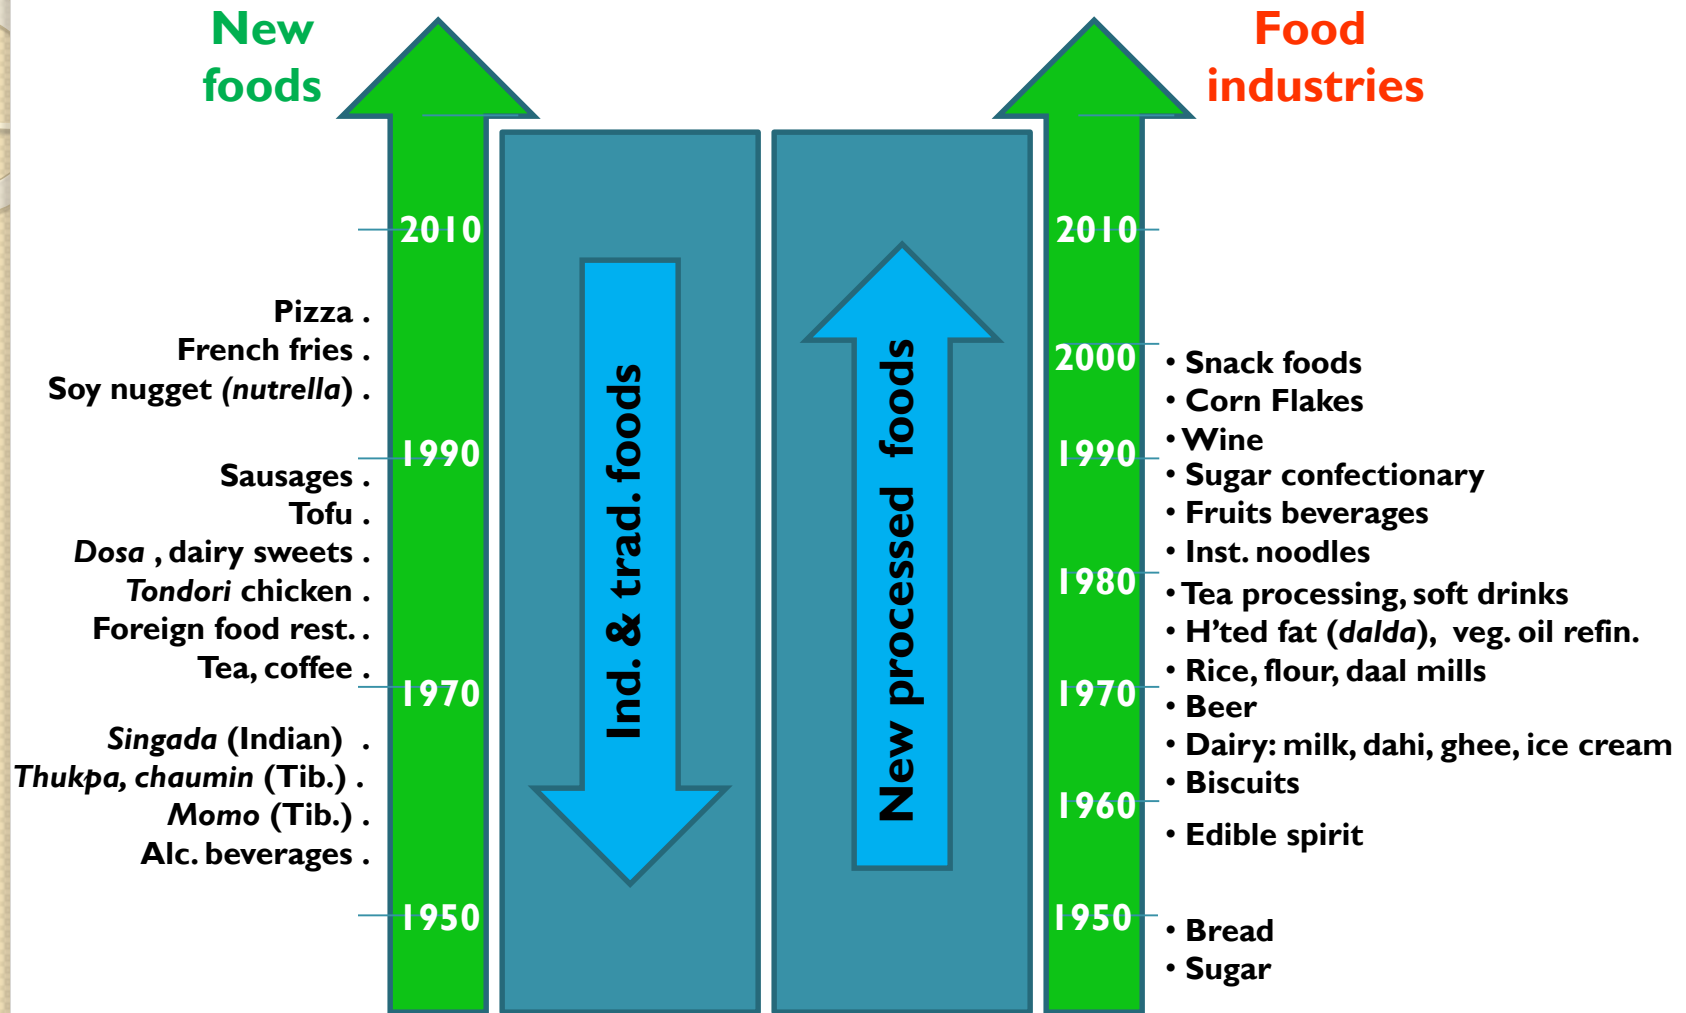 New
foods
2010
Pizza .
French fries .
Soy nugget (nutrella) .
1990
Sausages .
Tofu .
Dosa , dairy sweets .
Tondori chicken .
Foreign food rest. .
Tea, coffee .
1970
Singada (Indian) .
Thukpa, chaumin (Tib.) .
Momo (Tib.) .
Alc. beverages .
1950
Ind. & trad. foods
New processed foods
Food
industries
2010
2000
• Snack foods
• Corn Flakes
• Wine
1990
• Sugar confectionary
• Fruits beverages
• Inst. noodles
1980
• Tea processing, soft drinks
• H’ted fat (dalda), veg. oil refin.
• Rice, flour, daal mills
1970
• Beer
• Dairy: milk, dahi, ghee, ice cream
• Biscuits
1960
• Edible spirit
1950
• Bread
• Sugar